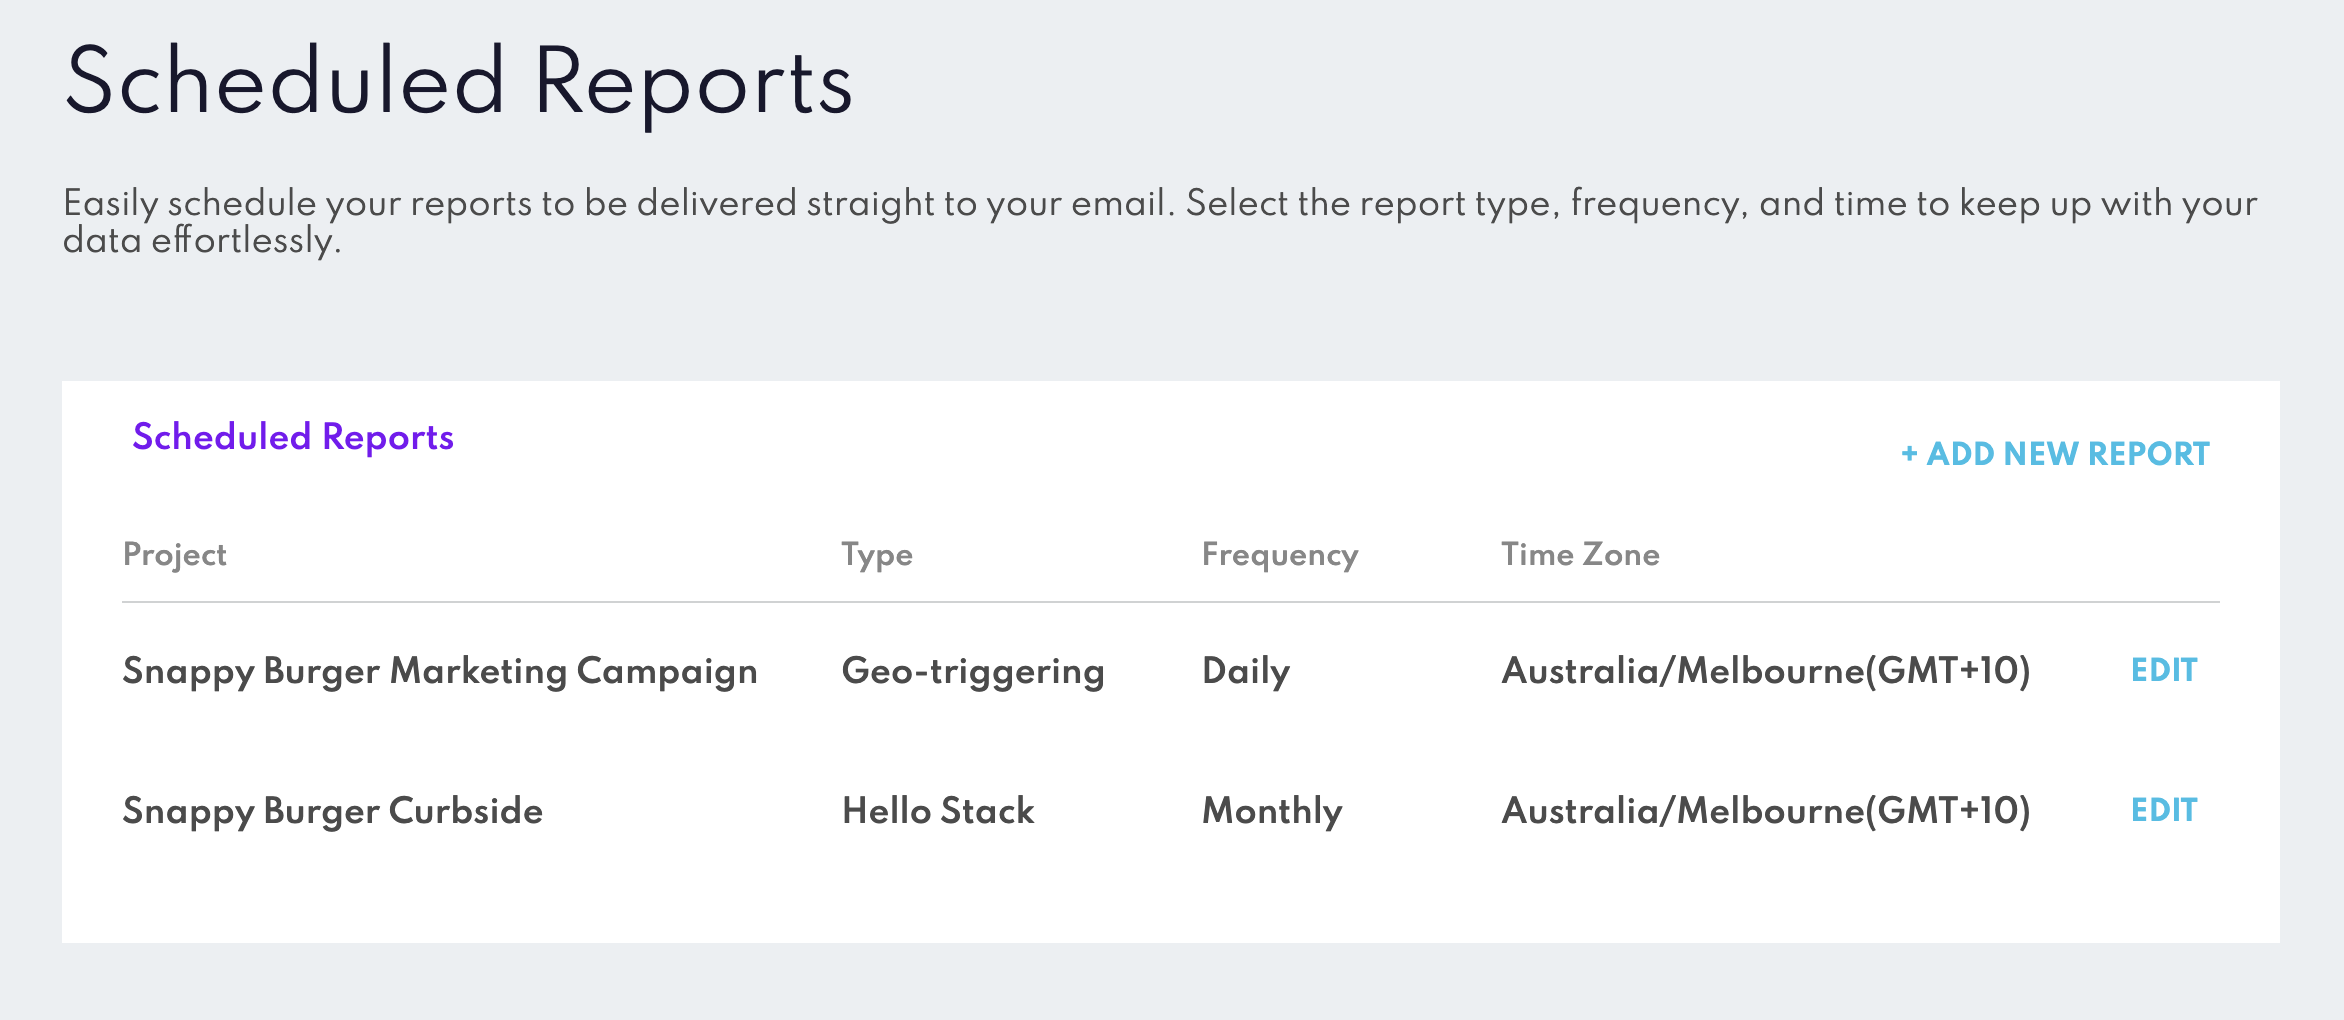 Scheduled Reports
Easily schedule your reports to be delivered straight to your email. Select the report type, frequency, and time to keep up with your
data effortlessly.
Scheduled Reports
+ ADD NEW REPORT
Project Type Frequency Time Zone
Snappy Burger Marketing Campaign Geo-triggering Daily Australia/Melbourne(GMT+10) EDIT
Snappy Burger Curbside Hello Stack Monthly Australia/Melbourne(GMT+10) EDIT